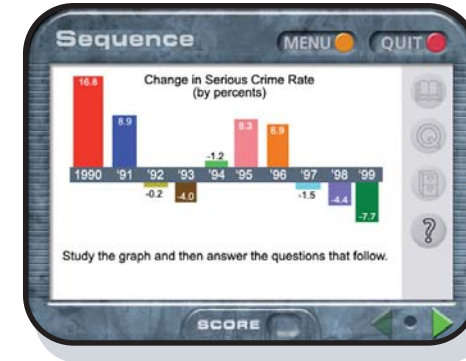 Sequence
MENU
QUIT
Change in Serious Crime Rate
(by percents)
16.8
8.9
-1.2
8.3
8.9
1990 '91 '92 '93 '94 '95 '96 '97 '98 '99
-0.2
-4.0
-1.5
-4.4
-7.7
?
Study the graph and then answer the questions that follow.
SCORE